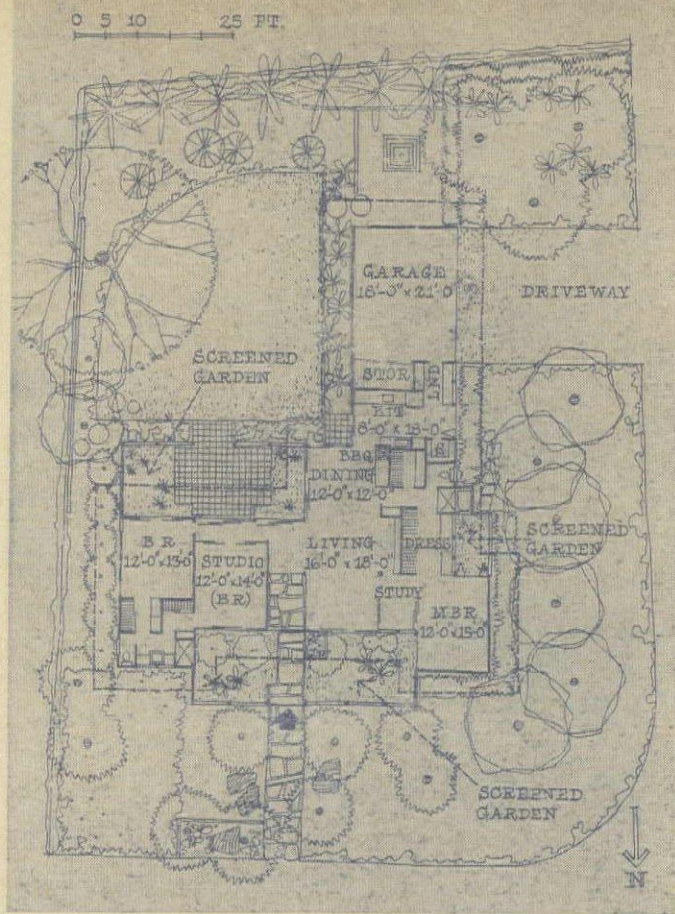 0 5 10 25 FT.
GARAGE
18'-0" x 21'-0
DRIVEWAY
SCREENED
GARDEN
STOR
LND
KIT
8'-0" x 18'-0
BBQ
DINING
12'-0" x 12'-0"
BR
12'-0" x 13'-0"
STUDIO
12'-0" x 14'-0"
(BR)
LIVING
16'-0" x 18'-0"
DRESS
SCREENED
GARDEN
STUDY
MBR
12'-0" x 15'-0"
SCREENED
GARDEN
N